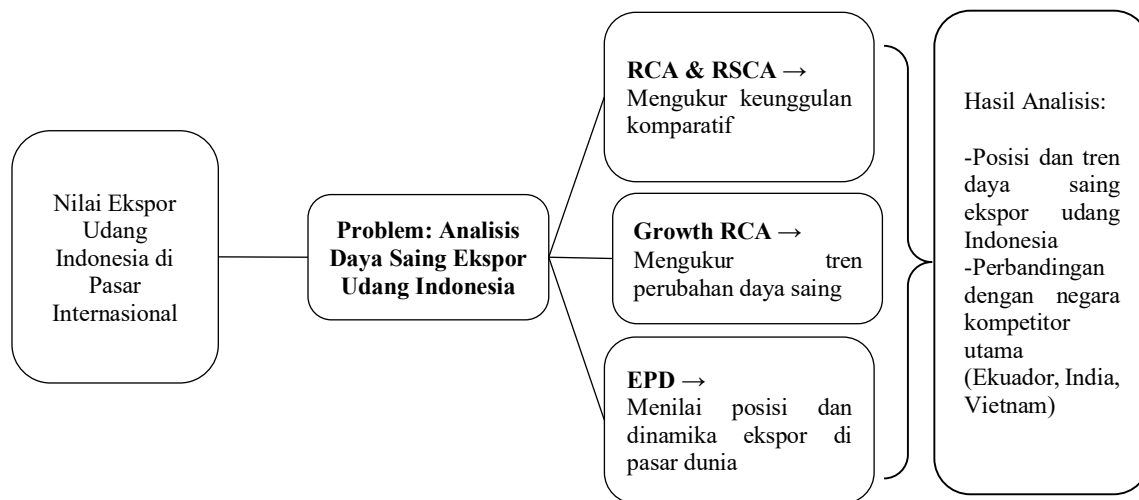 Nilai Ekspor
Udang
Indonesia di
Pasar
Internasional
Problem: Analisis
Daya Saing Ekspor
Udang Indonesia
RCA & RSCA →
Mengukur keunggulan
komparatif
Growth RCA →
Mengukur tren
perubahan daya saing
EPD →
Menilai posisi dan
dinamika ekspor di
pasar dunia
Hasil Analisis:
-Posisi dan tren
daya saing
ekspor udang
Indonesia
-Perbandingan
dengan negara
kompetitor
utama
(Ekuador, India,
Vietnam)